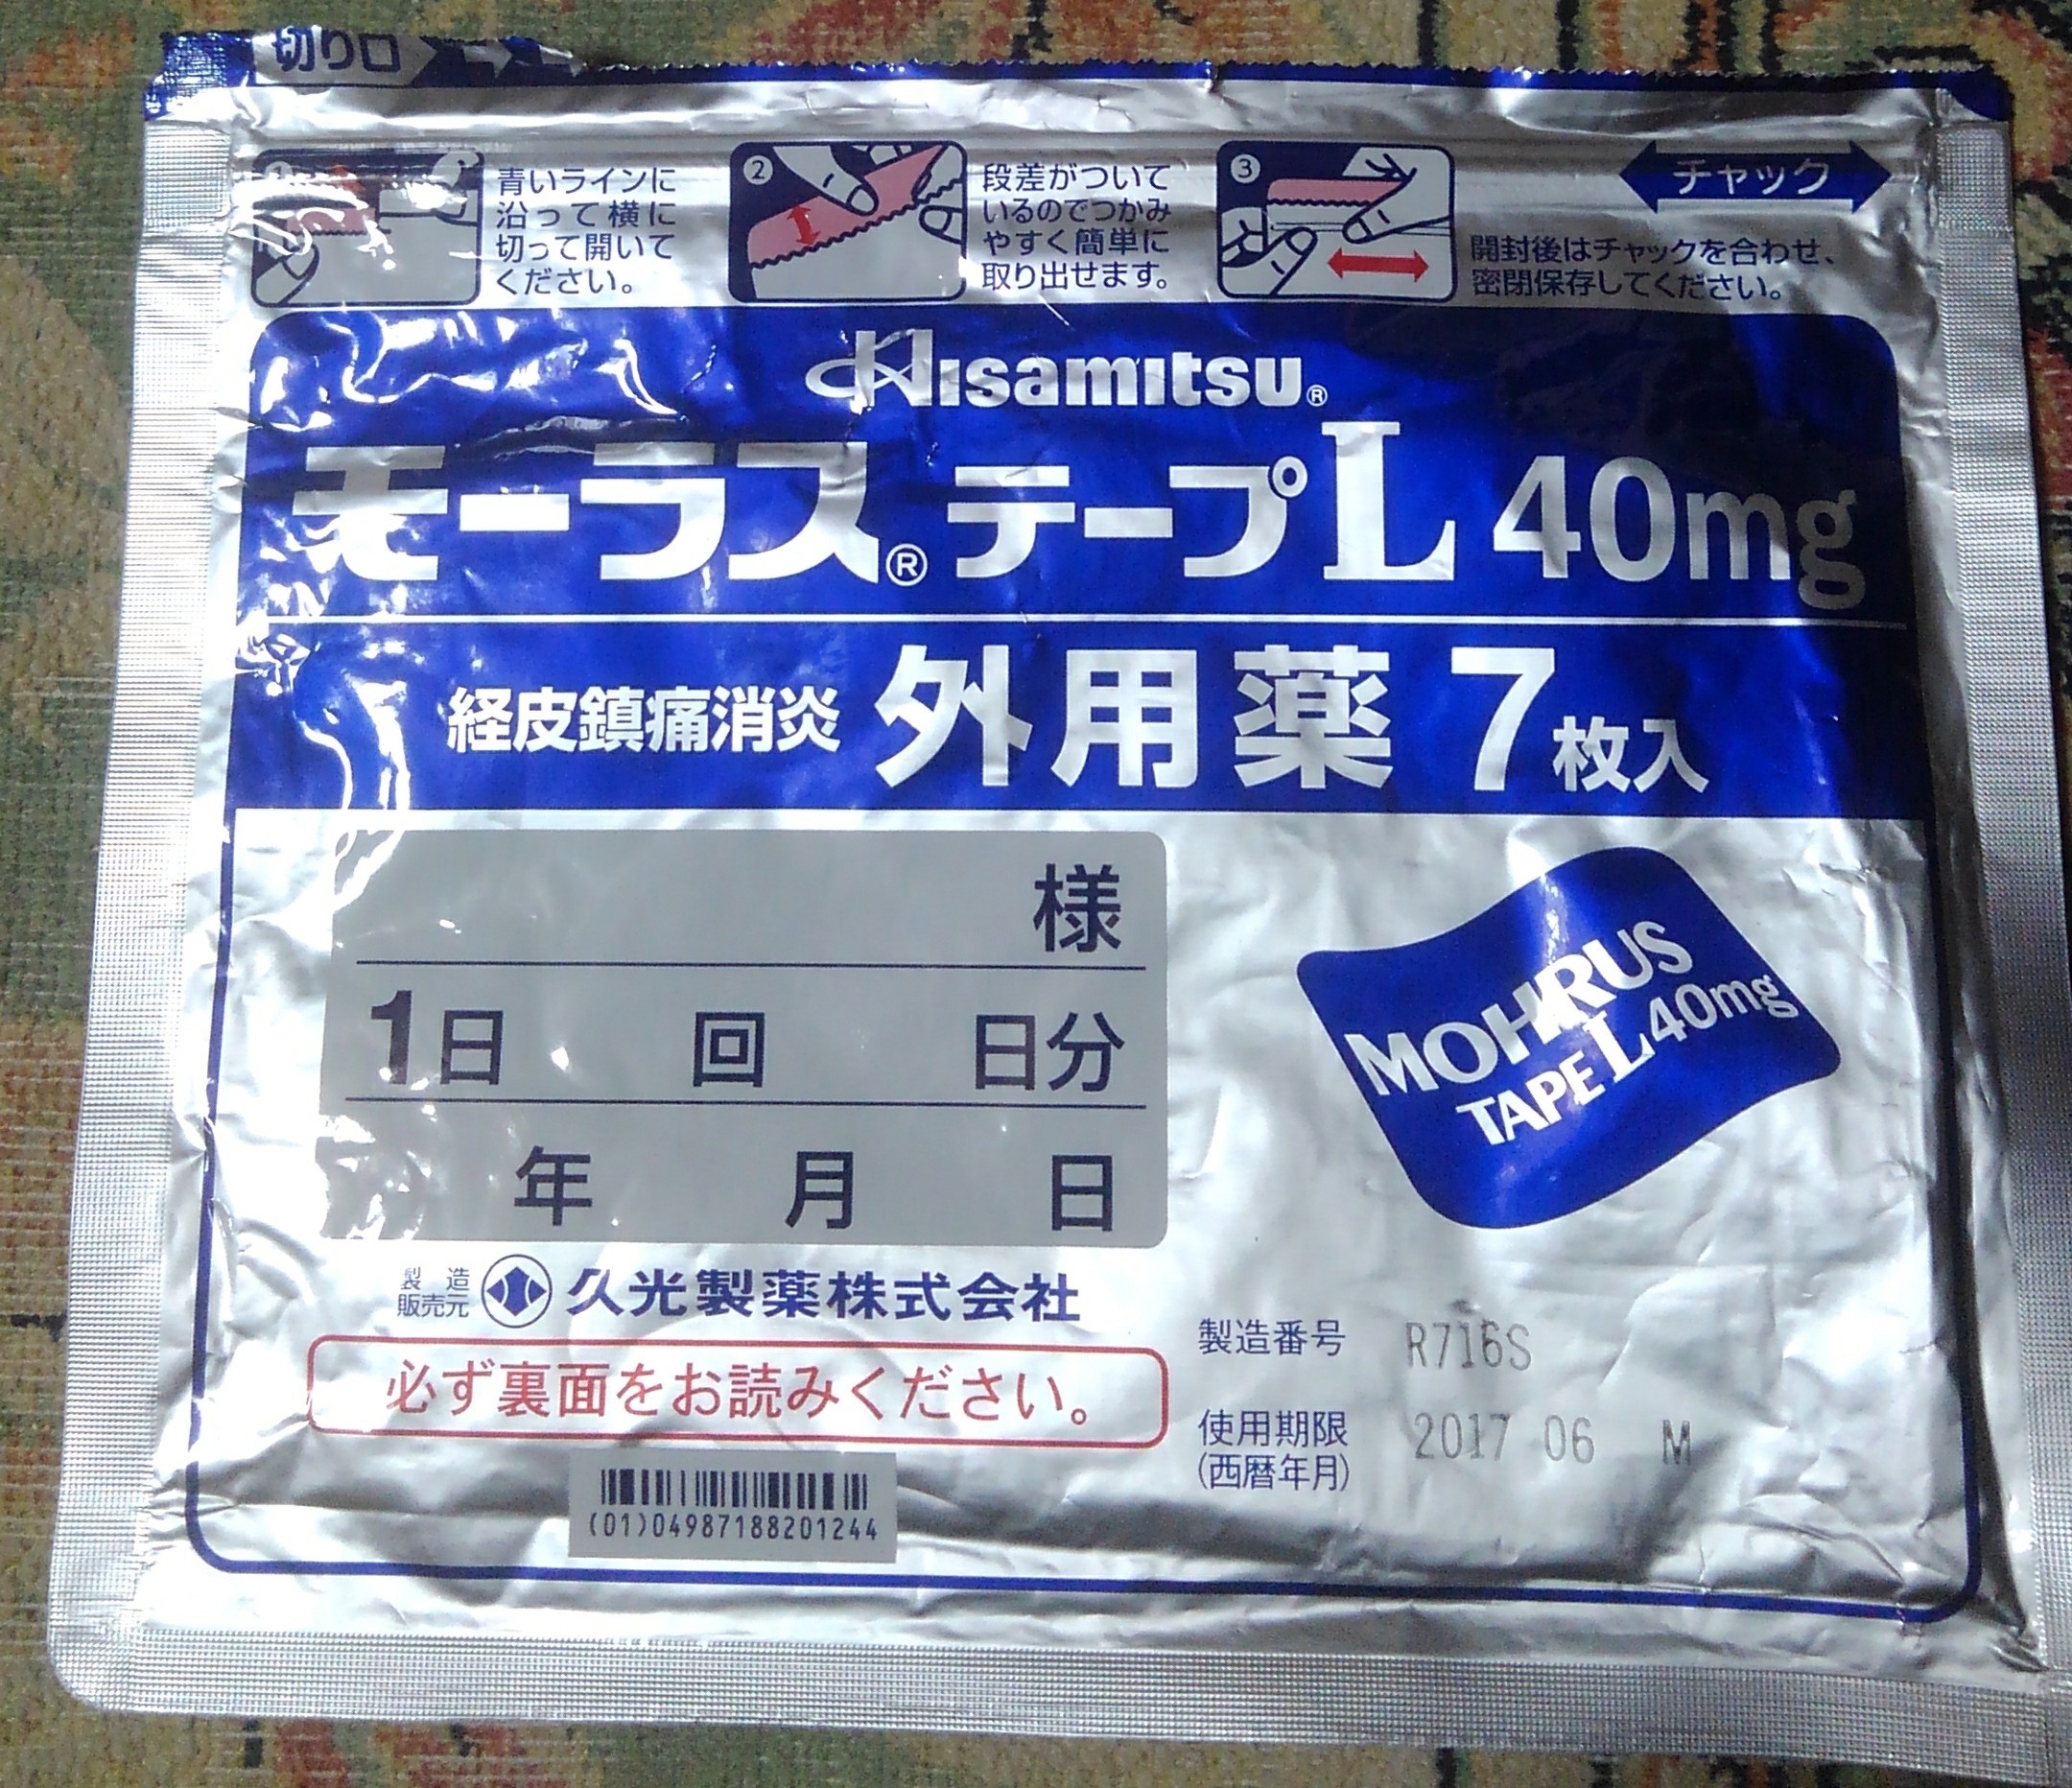 切り口
青いラインに
沿って横に
切って開いて
ください。
2
段差がついて
いるのでつかみ
やすく簡単に
取り出せます。
3
チャック
開封後はチャックを合わせ、
密閉保存してください。
HISAMITSU®
モーラス®テープL 40mg
経皮鎮痛消炎 外用薬 7枚入
様
1日 回 日分
年 月 日
MOHRUS
TAPE L 40mg
製造
販売元 久光製薬株式会社
必ず裏面をお読みください。
(01)04987188201244
製造番号 R716S
使用期限 2017 06 M
(西暦年月)